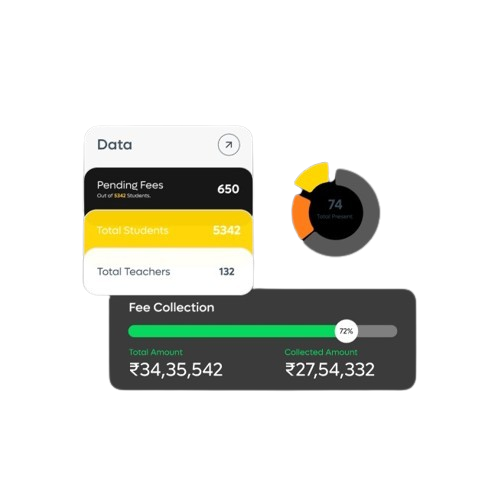 Data
Pending Fees 650
Out of 5342 Students.
Total Students 5342
Total Teachers 132
74
Total Present
Fee Collection
72%
Total Amount Collected Amount
₹34,35,542 ₹27,54,332